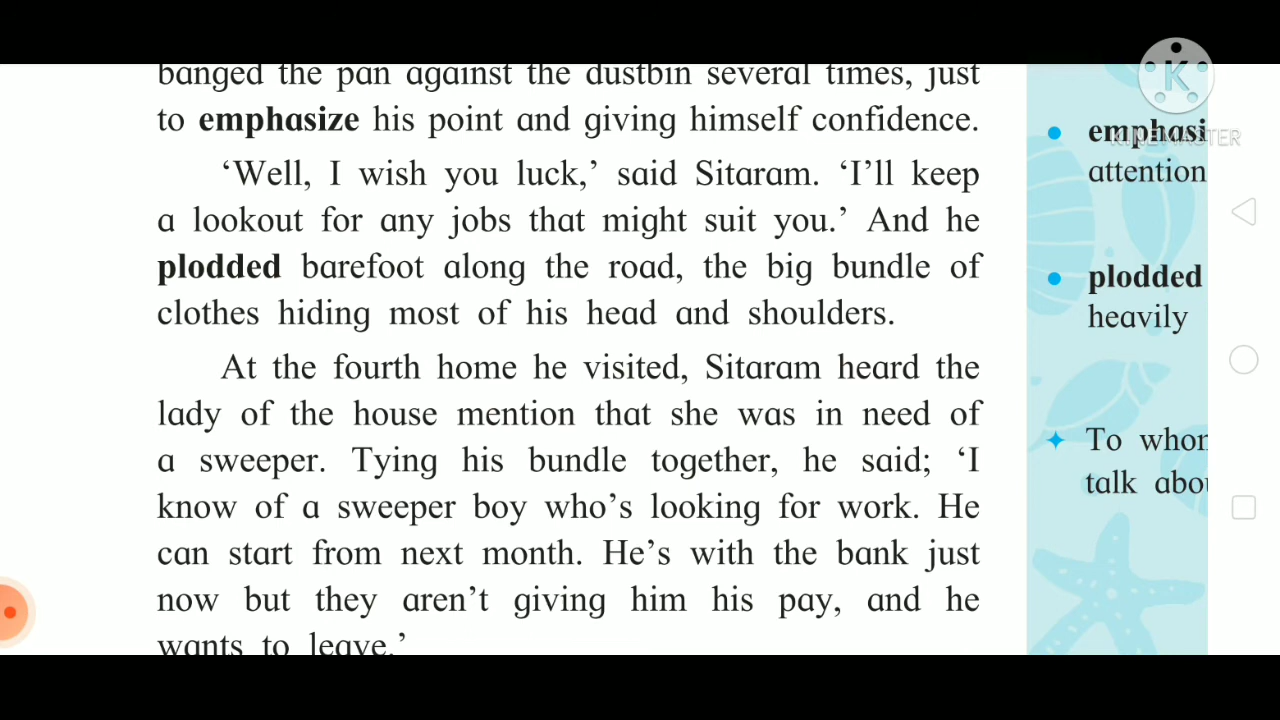 banged the pan against the dustbin several times, just
to emphasize his point and giving himself confidence.
‘Well, I wish you luck,’ said Sitaram. ‘I’ll keep
a lookout for any jobs that might suit you.’ And he
plodded barefoot along the road, the big bundle of
clothes hiding most of his head and shoulders.
At the fourth home he visited, Sitaram heard the
lady of the house mention that she was in need of
a sweeper. Tying his bundle together, he said; ‘I
know of a sweeper boy who’s looking for work. He
can start from next month. He’s with the bank just
now but they aren’t giving him his pay, and he
wants to leave.’
K
KINEMASTER
emphasi
attention
plodded
heavily
To whom
talk abou